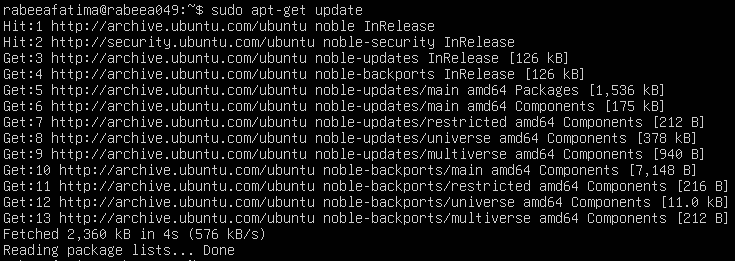 rabeeafatima@rabeea049:~$ sudo apt-get update
Hit:1 http://archive.ubuntu.com/ubuntu noble InRelease
Hit:2 http://security.ubuntu.com/ubuntu noble-security InRelease
Get:3 http://archive.ubuntu.com/ubuntu noble-updates InRelease [126 kB]
Get:4 http://archive.ubuntu.com/ubuntu noble-backports InRelease [126 kB]
Get:5 http://archive.ubuntu.com/ubuntu noble-updates/main amd64 Packages [1,536 kB]
Get:6 http://archive.ubuntu.com/ubuntu noble-updates/main amd64 Components [175 kB]
Get:7 http://archive.ubuntu.com/ubuntu noble-updates/restricted amd64 Components [212 B]
Get:8 http://archive.ubuntu.com/ubuntu noble-updates/universe amd64 Components [378 kB]
Get:9 http://archive.ubuntu.com/ubuntu noble-updates/multiverse amd64 Components [940 B]
Get:10 http://archive.ubuntu.com/ubuntu noble-backports/main amd64 Components [7,148 B]
Get:11 http://archive.ubuntu.com/ubuntu noble-backports/restricted amd64 Components [216 B]
Get:12 http://archive.ubuntu.com/ubuntu noble-backports/universe amd64 Components [11.0 kB]
Get:13 http://archive.ubuntu.com/ubuntu noble-backports/multiverse amd64 Components [212 B]
Fetched 2,360 kB in 4s (576 kB/s)
Reading package lists... Done